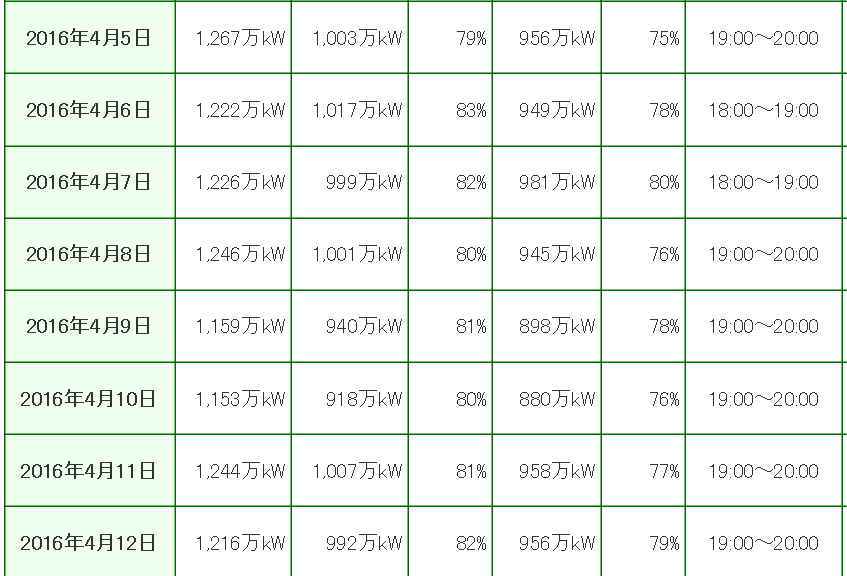 2016年4月5日 1,267万kW 1,003万kW 79% 956万kW 75% 19:00～20:00
2016年4月6日 1,222万kW 1,017万kW 83% 949万kW 78% 18:00～19:00
2016年4月7日 1,226万kW 999万kW 82% 981万kW 80% 18:00～19:00
2016年4月8日 1,246万kW 1,001万kW 80% 945万kW 76% 19:00～20:00
2016年4月9日 1,159万kW 940万kW 81% 898万kW 78% 19:00～20:00
2016年4月10日 1,153万kW 918万kW 80% 880万kW 76% 19:00～20:00
2016年4月11日 1,244万kW 1,007万kW 81% 958万kW 77% 19:00～20:00
2016年4月12日 1,216万kW 992万kW 82% 956万kW 79% 19:00～20:00